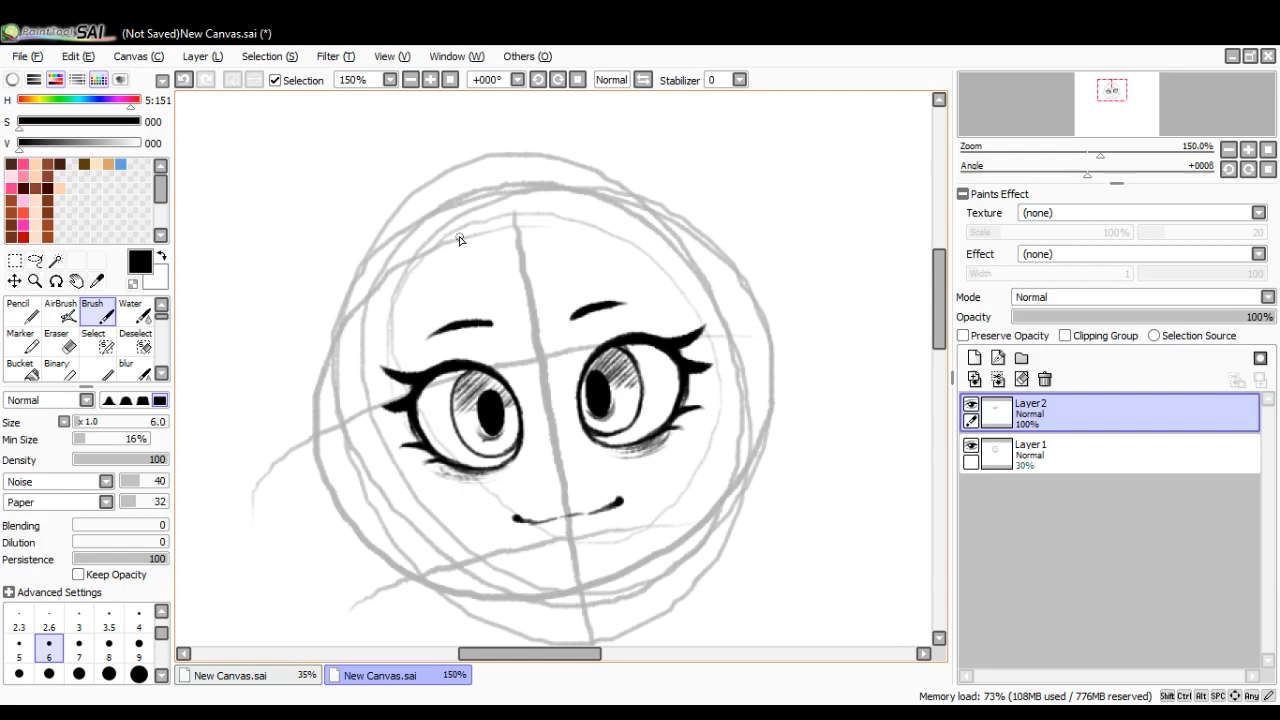 PaintTool SAI (Not Saved)New Canvas.sai (*)
File (F) Edit (E) Canvas (C) Layer (L) Selection (S) Filter (T) View (V) Window (W) Others (O)
Selection 150% +000° Normal Stabilizer 0
H 5:151
S 000
V 000
Pencil AirBrush Brush Water
Marker Eraser Select Deselect
Bucket Binary blur
Normal
Size x 1.0 6.0
Min Size 16%
Density 100
Noise 40
Paper 32
Blending 0
Dilution 0
Persistence 100
Keep Opacity
Advanced Settings
2.3 2.6 3 3.5 4
5 6 7 8 9
New Canvas.sai 35% New Canvas.sai 150%
Zoom 150.0%
Angle +000§
Paints Effect
Texture (none)
Scale 100% 20
Effect (none)
Width 1 100
Mode Normal
Opacity 100%
Preserve Opacity Clipping Group Selection Source
Layer2
Normal
100%
Layer1
Normal
30%
Memory load: 73% (108MB used / 776MB reserved) Shift Ctrl Alt SPC Any